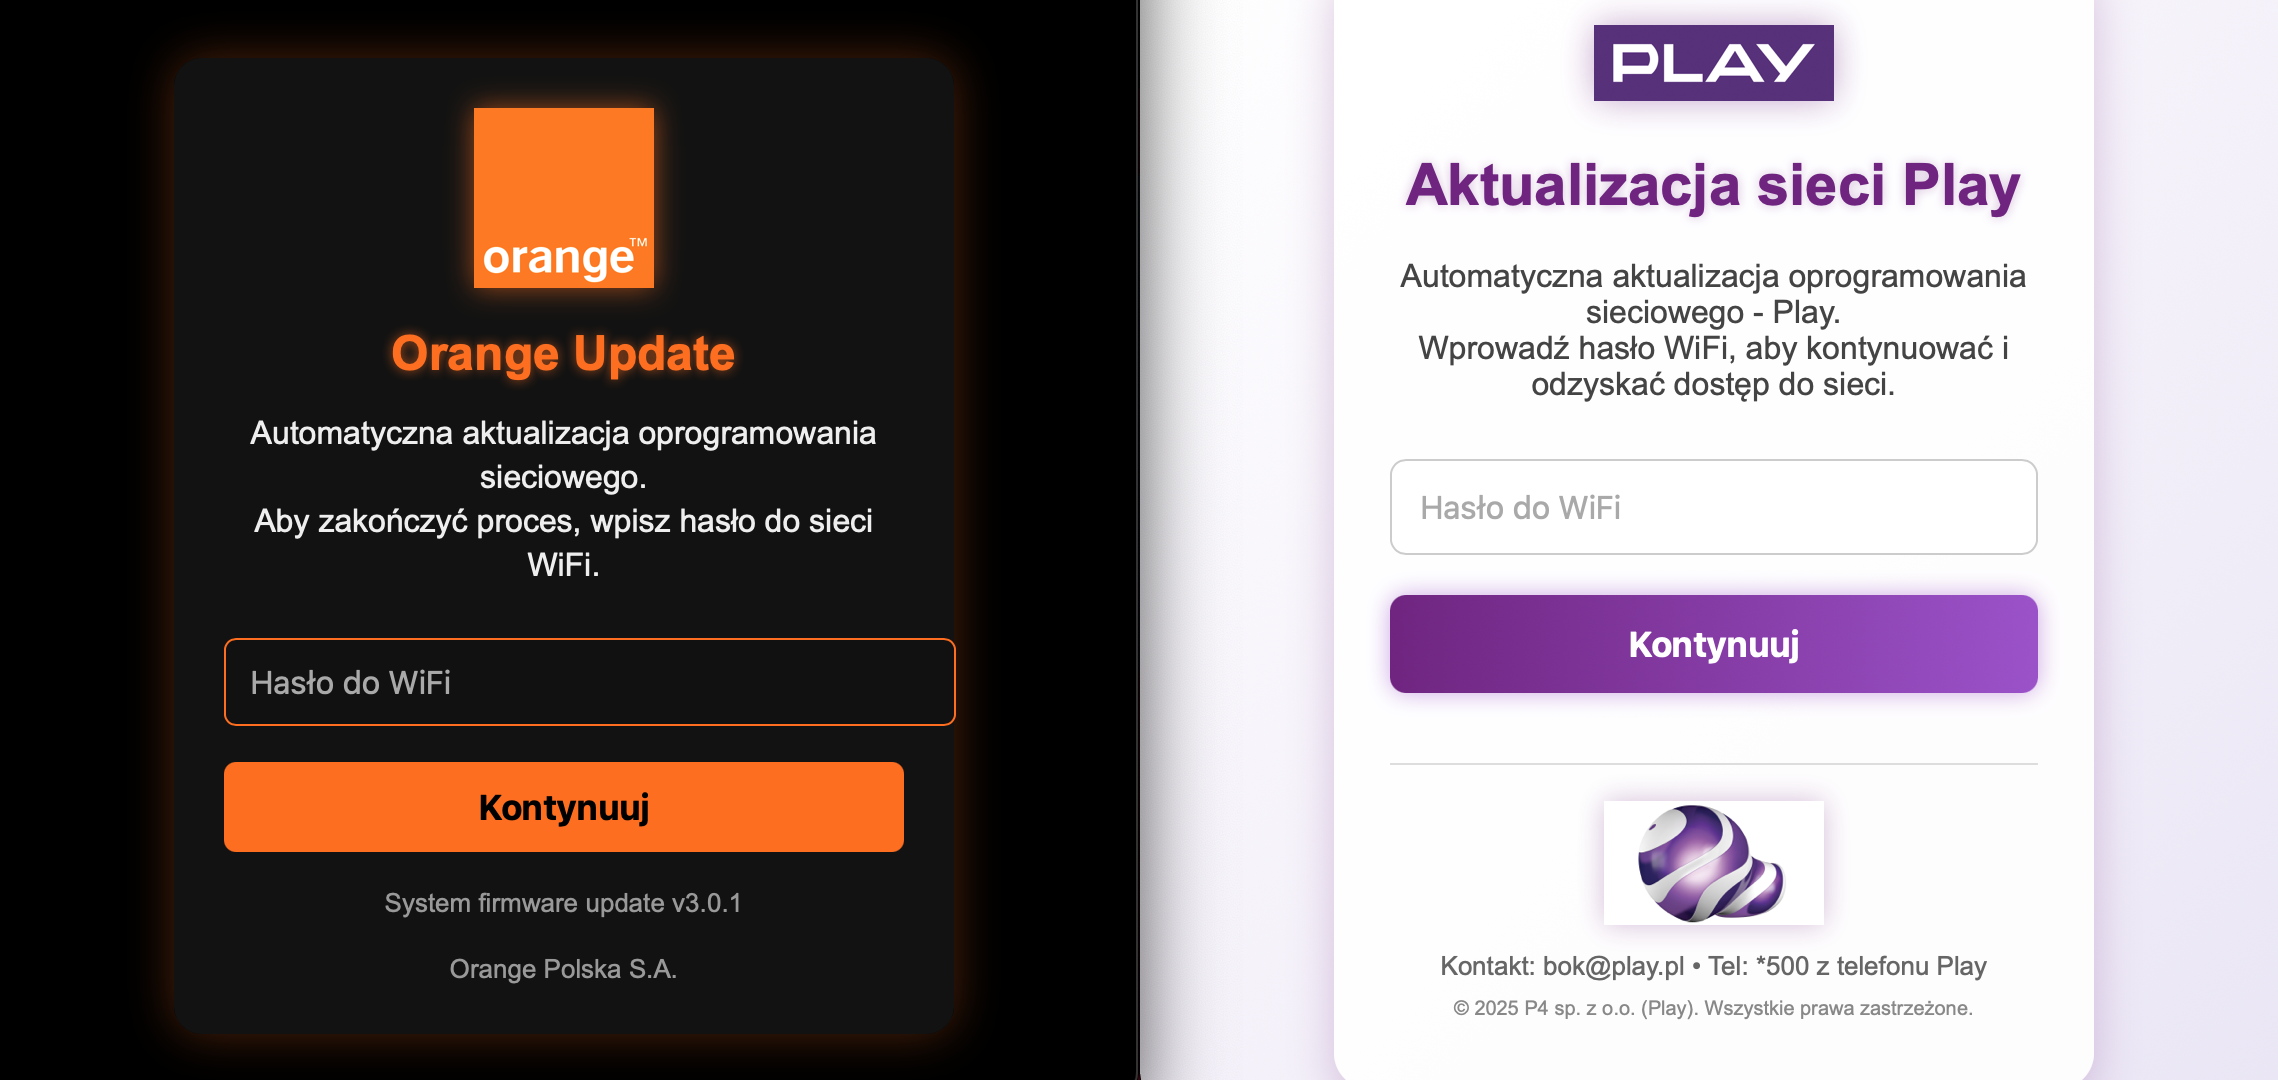 orange™
Orange Update
Automatyczna aktualizacja oprogramowania
sieciowego.
Aby zakończyć proces, wpisz hasło do sieci
WiFi.
Hasło do WiFi
Kontynuuj
System firmware update v3.0.1
Orange Polska S.A.
PLAY
Aktualizacja sieci Play
Automatyczna aktualizacja oprogramowania
sieciowego - Play.
Wprowadź hasło WiFi, aby kontynuować i
odzyskać dostęp do sieci.
Hasło do WiFi
Kontynuuj
Kontakt: bok@play.pl • Tel: *500 z telefonu Play
© 2025 P4 sp. z o.o. (Play). Wszystkie prawa zastrzeżone.